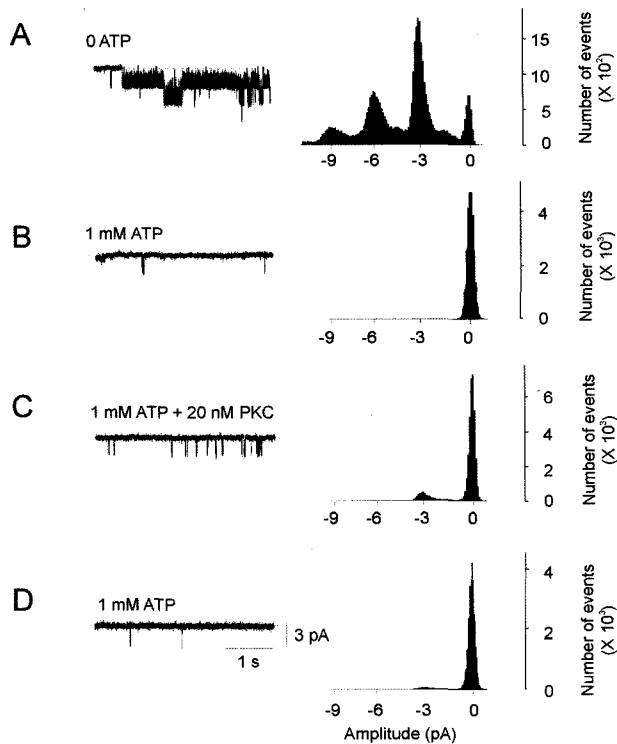 A
0 ATP
15
10
5
0
Number of events
(X 10²)
-9 -6 -3 0
B
1 mM ATP
4
2
0
Number of events
(X 10³)
-9 -6 -3 0
C
1 mM ATP + 20 nM PKC
6
4
2
0
Number of events
(X 10³)
-9 -6 -3 0
D
1 mM ATP
3 pA
1 s
4
2
0
Number of events
(X 10³)
-9 -6 -3 0
Amplitude (pA)